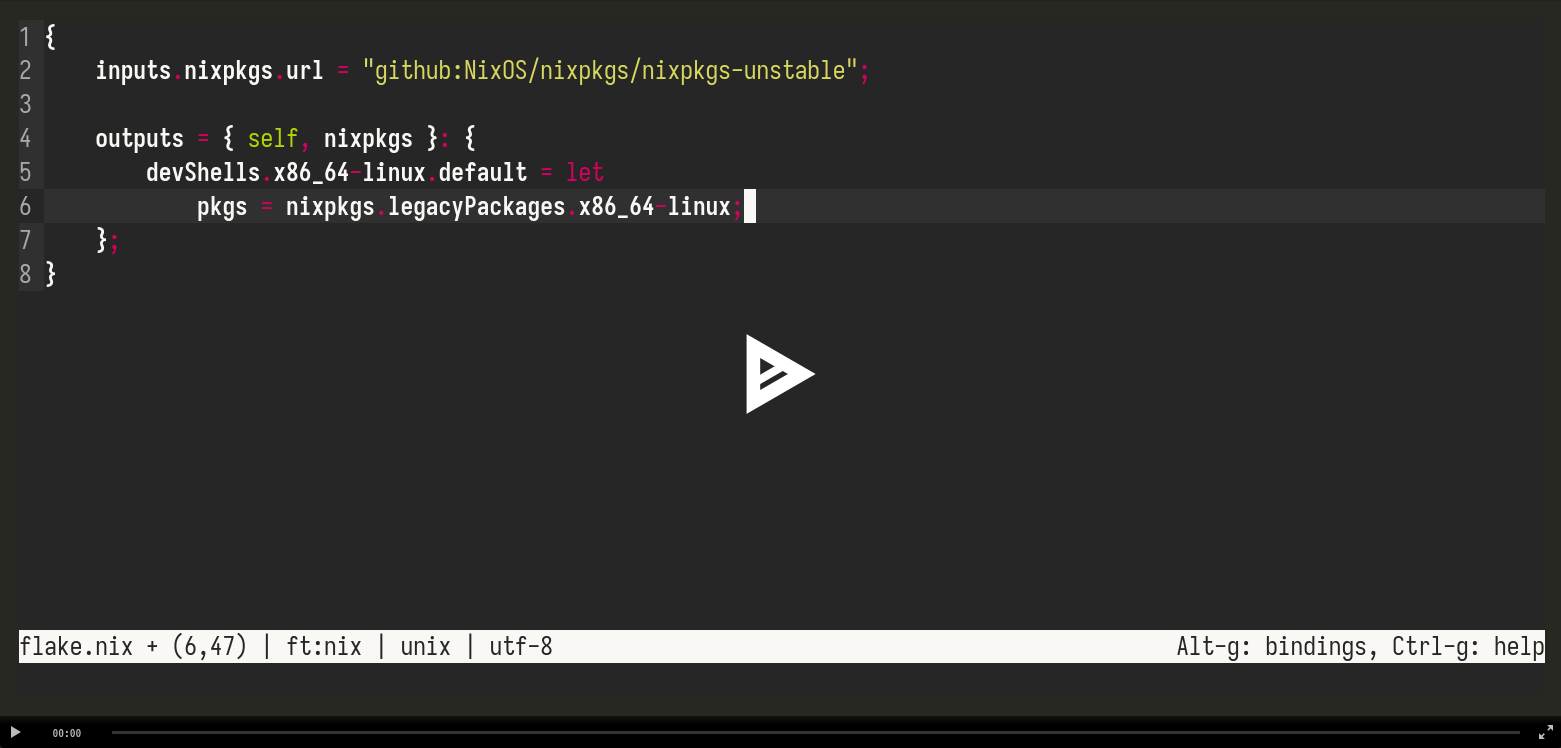 1 {
2     inputs.nixpkgs.url = "github:NixOS/nixpkgs/nixpkgs-unstable";
3
4     outputs = { self, nixpkgs }: {
5         devShells.x86_64-linux.default = let
6             pkgs = nixpkgs.legacyPackages.x86_64-linux;
7     };
8 }
flake.nix + (6,47) | ft:nix | unix | utf-8 Alt-g: bindings, Ctrl-g: help
00:00